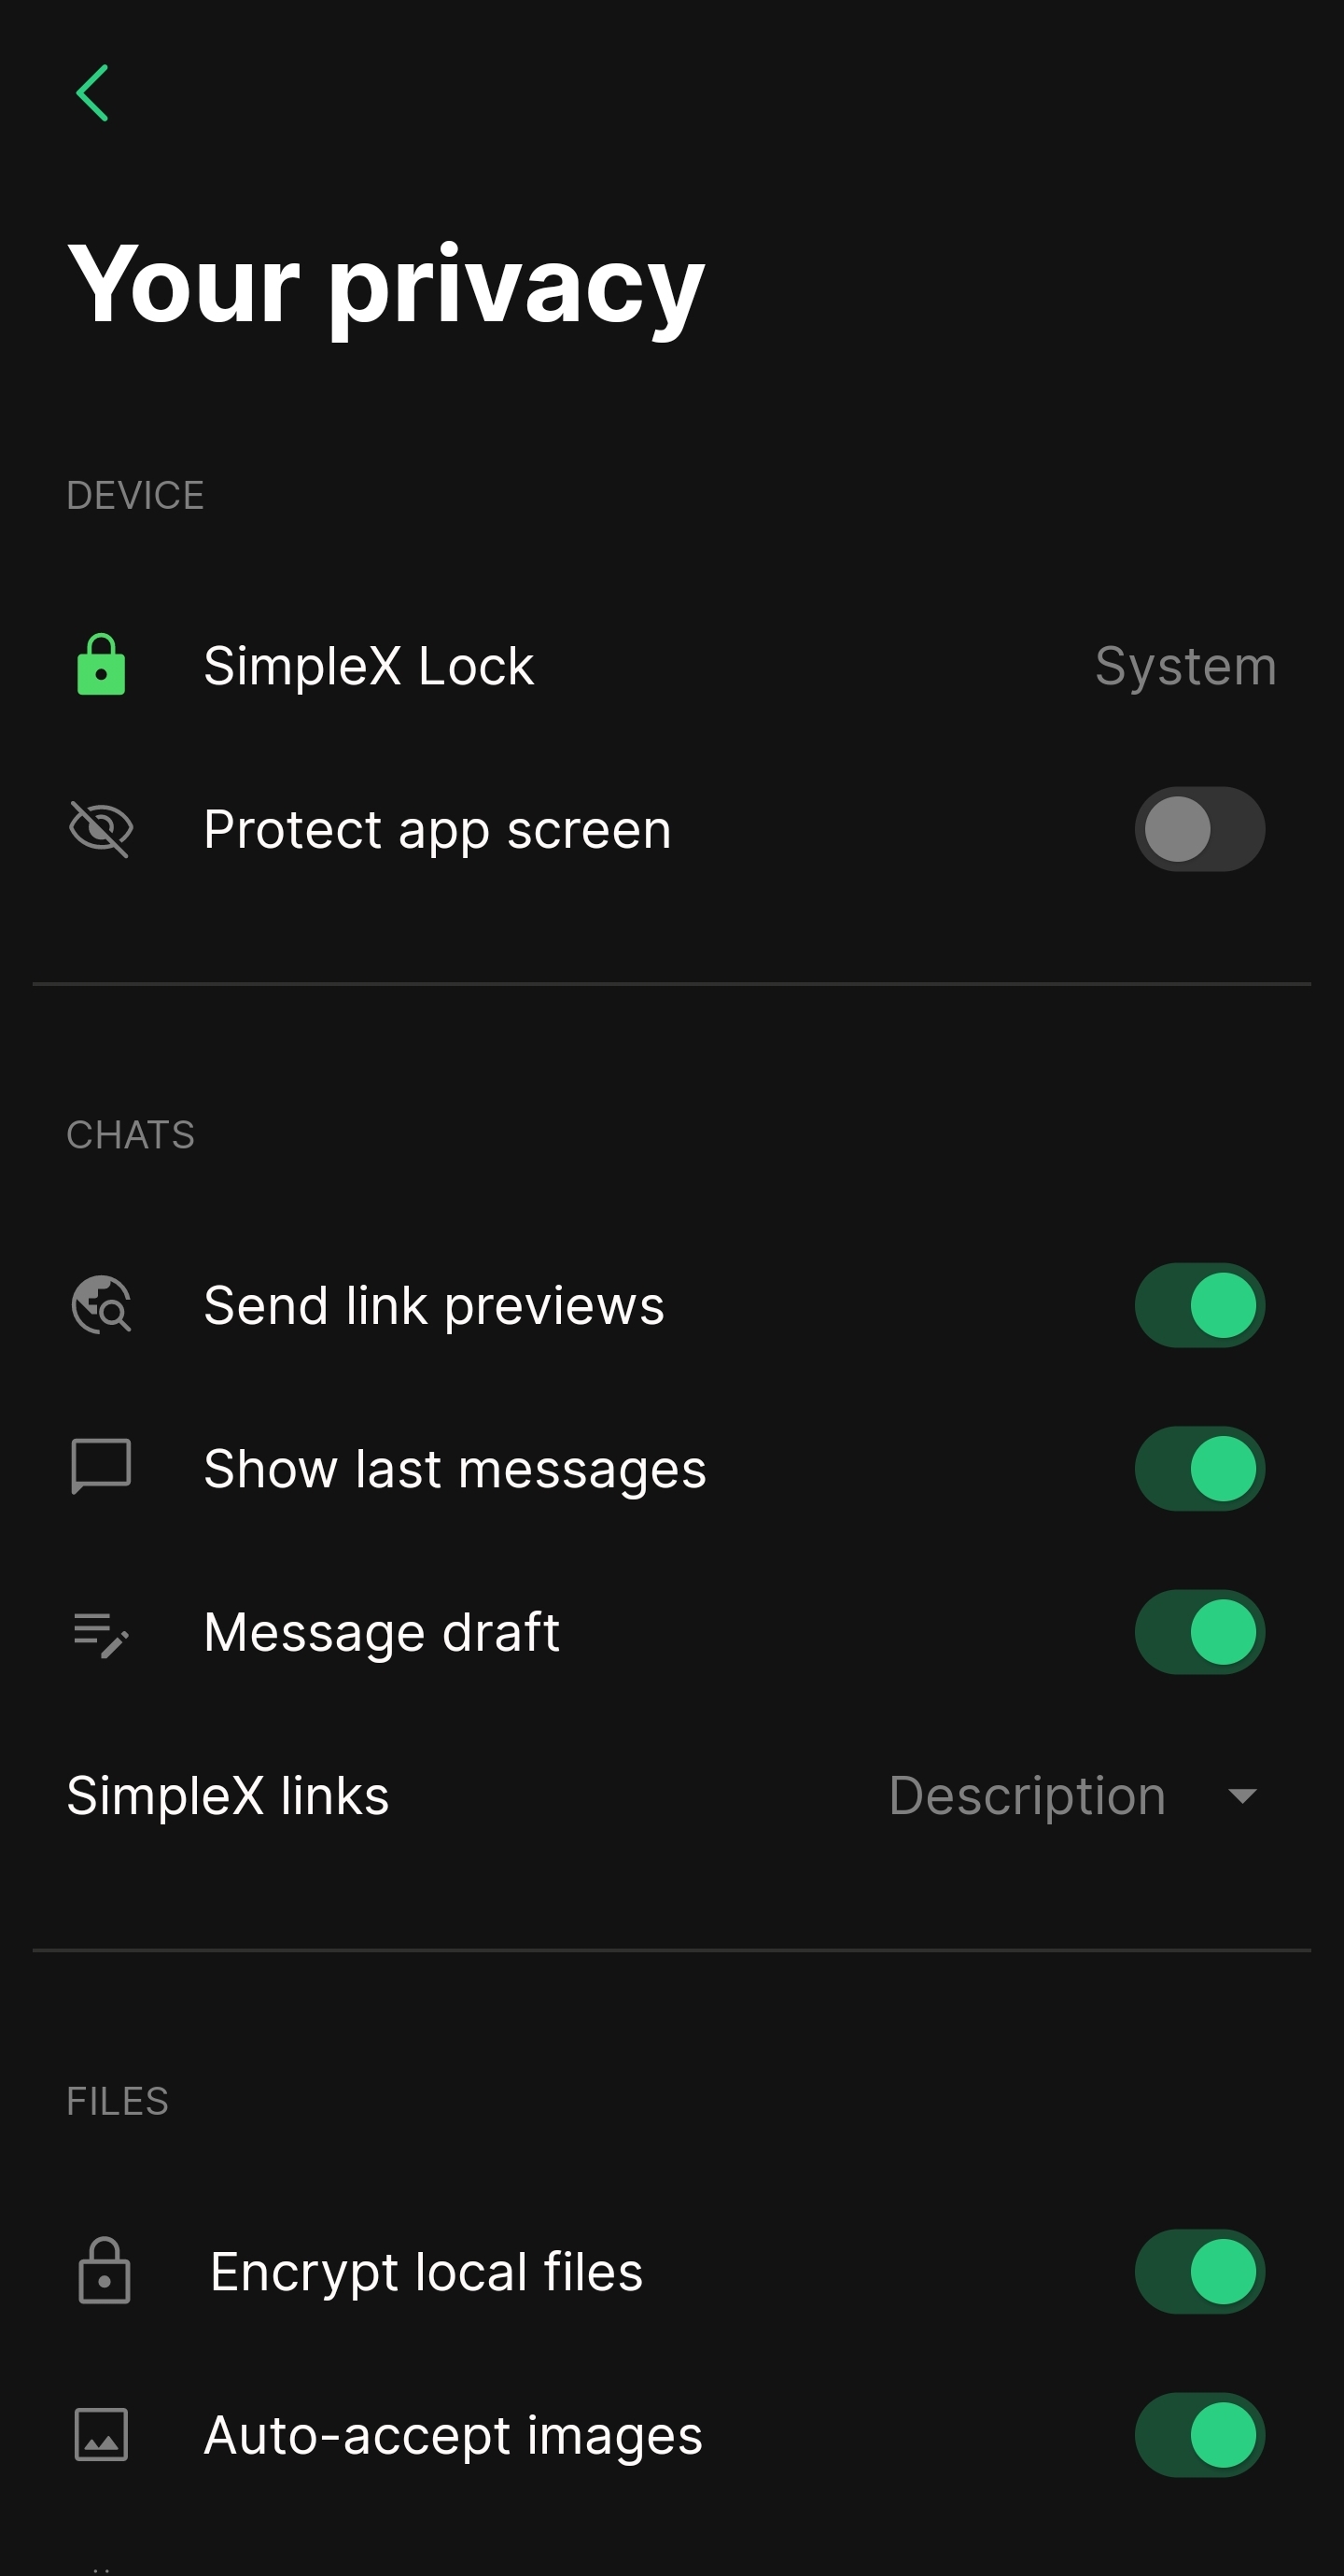 Your privacy
DEVICE
SimpleX Lock System
Protect app screen
CHATS
Send link previews
Show last messages
Message draft
SimpleX links Description
FILES
Encrypt local files
Auto-accept images